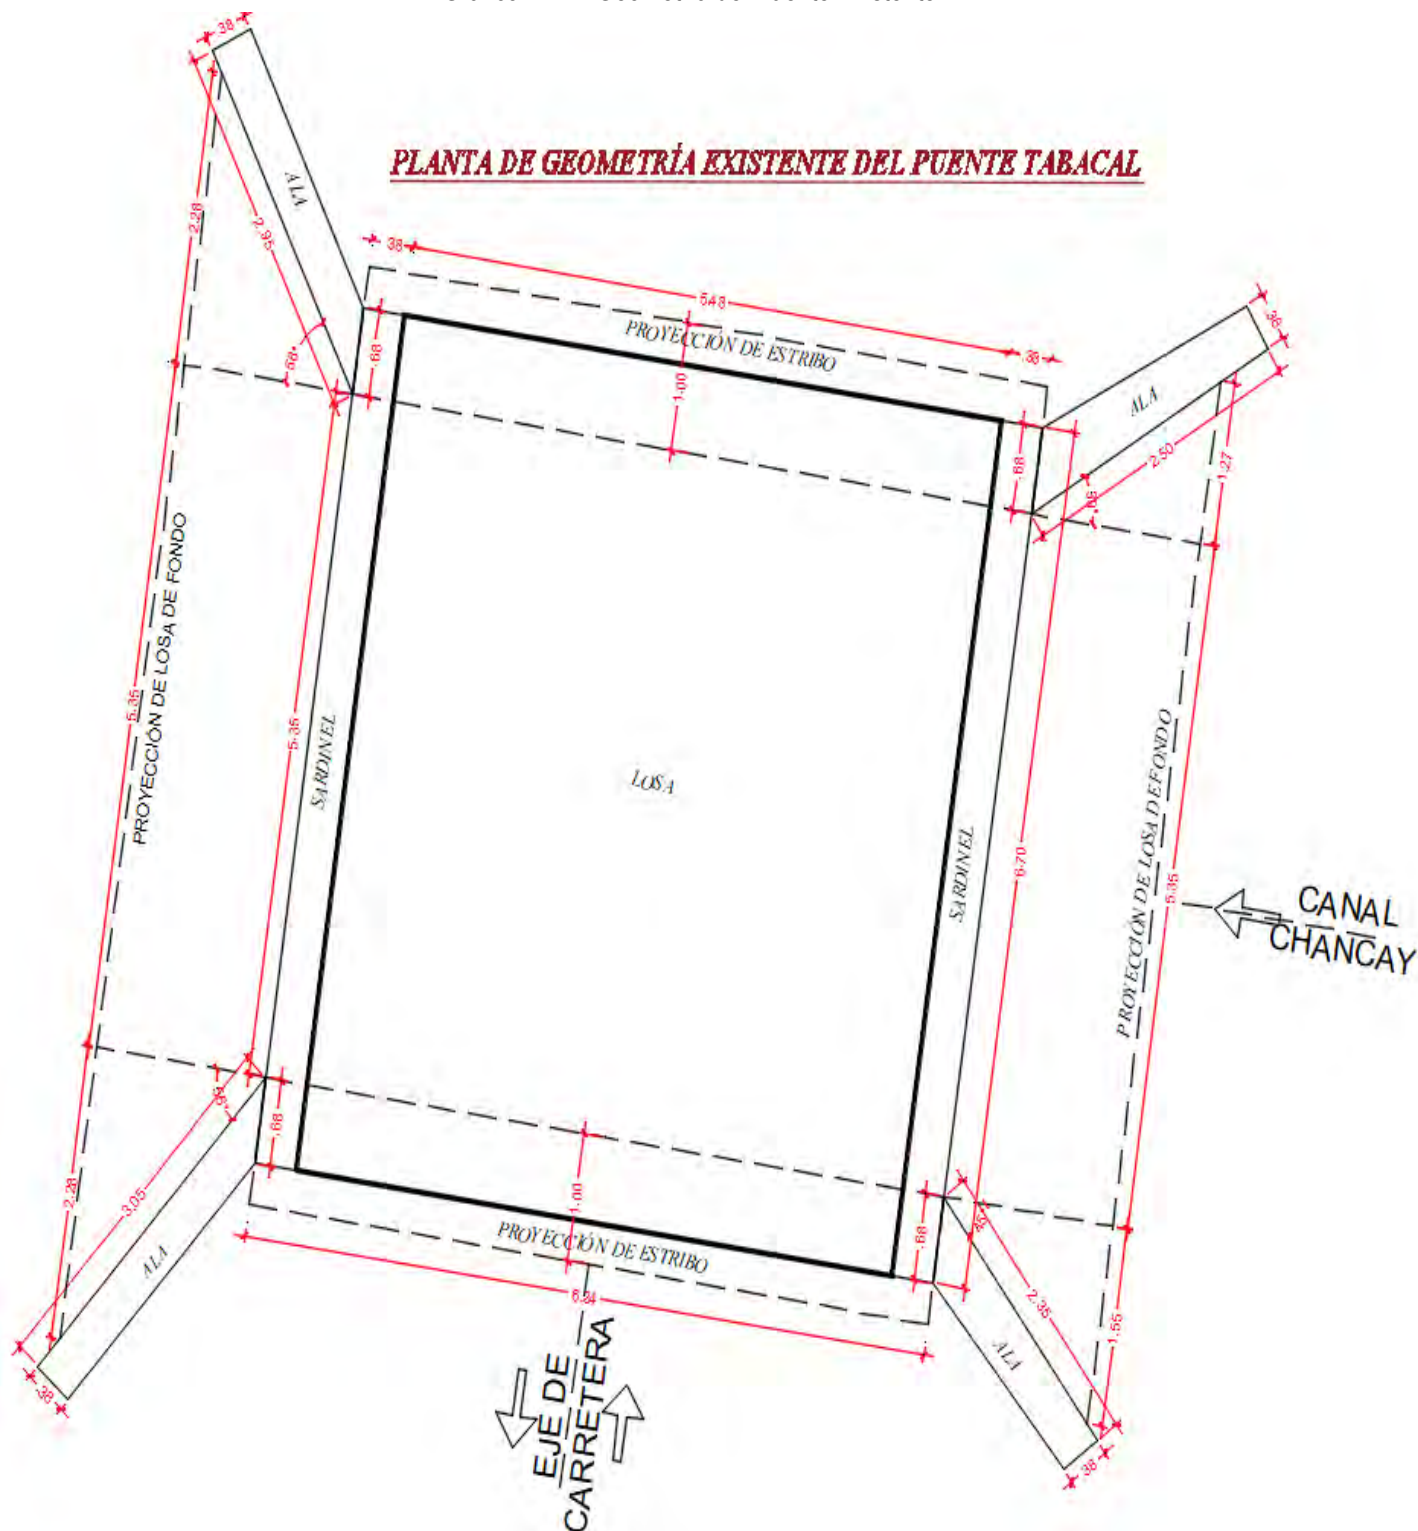 .38
PLANTA DE GEOMETRÍA EXISTENTE DEL PUENTE TABACAL
ALA
2.28
2.95
.38
5.48
.38
PROYECCIÓN DE ESTRIBO
1.00
.68
.38
ALA
2.50
1.27
.68
PROYECCIÓN DE LOSA DE FONDO
5.35
5.35
SARDINEL
LOSA
SARDINEL
6.70
PROYECCIÓN DE LOSA DE FONDO
5.35
CANAL
CHANCAY
.68
2.28
3.05
ALA
.38
1.00
PROYECCIÓN DE ESTRIBO
6.24
.68
45°
2.35
1.55
ALA
.38
EJE DE
CARRETERA